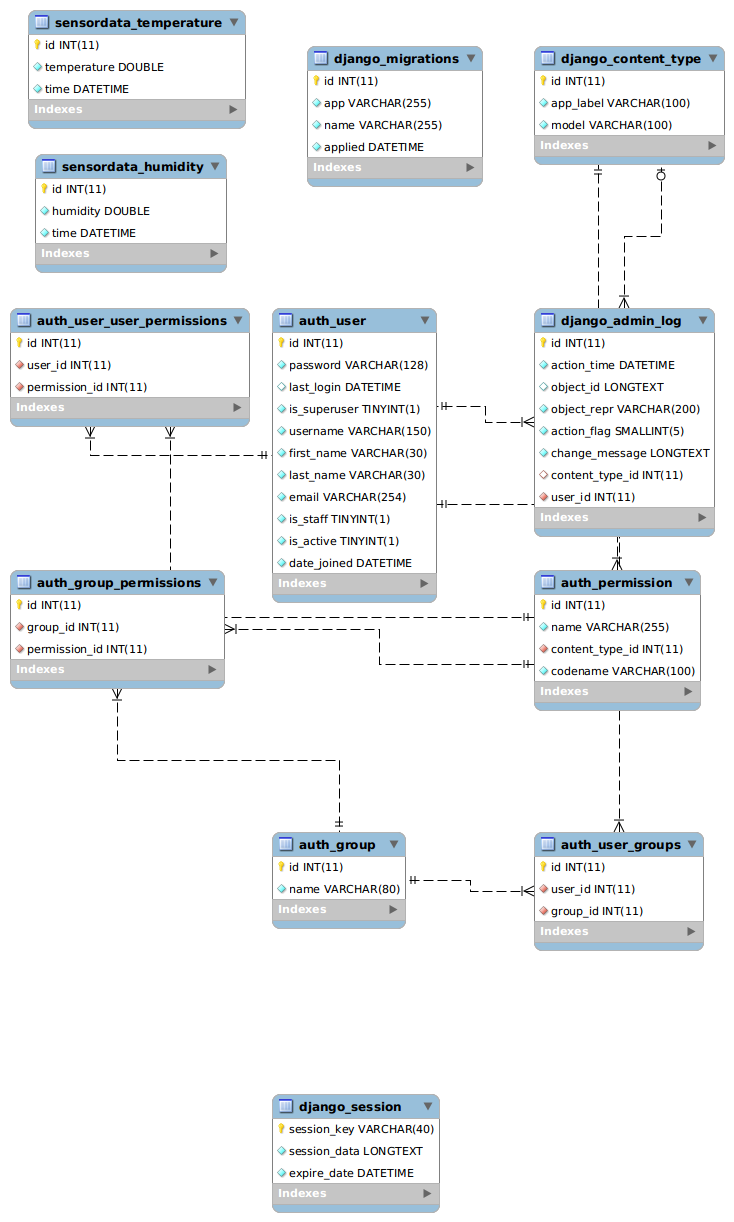 sensordata_temperature
id INT(11)
temperature DOUBLE
time DATETIME
Indexes
django_migrations
id INT(11)
app VARCHAR(255)
name VARCHAR(255)
applied DATETIME
Indexes
django_content_type
id INT(11)
app_label VARCHAR(100)
model VARCHAR(100)
Indexes
sensordata_humidity
id INT(11)
humidity DOUBLE
time DATETIME
Indexes
auth_user_user_permissions
id INT(11)
user_id INT(11)
permission_id INT(11)
Indexes
auth_user
id INT(11)
password VARCHAR(128)
last_login DATETIME
is_superuser TINYINT(1)
username VARCHAR(150)
first_name VARCHAR(30)
last_name VARCHAR(30)
email VARCHAR(254)
is_staff TINYINT(1)
is_active TINYINT(1)
date_joined DATETIME
Indexes
django_admin_log
id INT(11)
action_time DATETIME
object_id LONGTEXT
object_repr VARCHAR(200)
action_flag SMALLINT(5)
change_message LONGTEXT
content_type_id INT(11)
user_id INT(11)
Indexes
auth_group_permissions
id INT(11)
group_id INT(11)
permission_id INT(11)
Indexes
auth_permission
id INT(11)
name VARCHAR(255)
content_type_id INT(11)
codename VARCHAR(100)
Indexes
auth_group
id INT(11)
name VARCHAR(80)
Indexes
auth_user_groups
id INT(11)
user_id INT(11)
group_id INT(11)
Indexes
django_session
session_key VARCHAR(40)
session_data LONGTEXT
expire_date DATETIME
Indexes